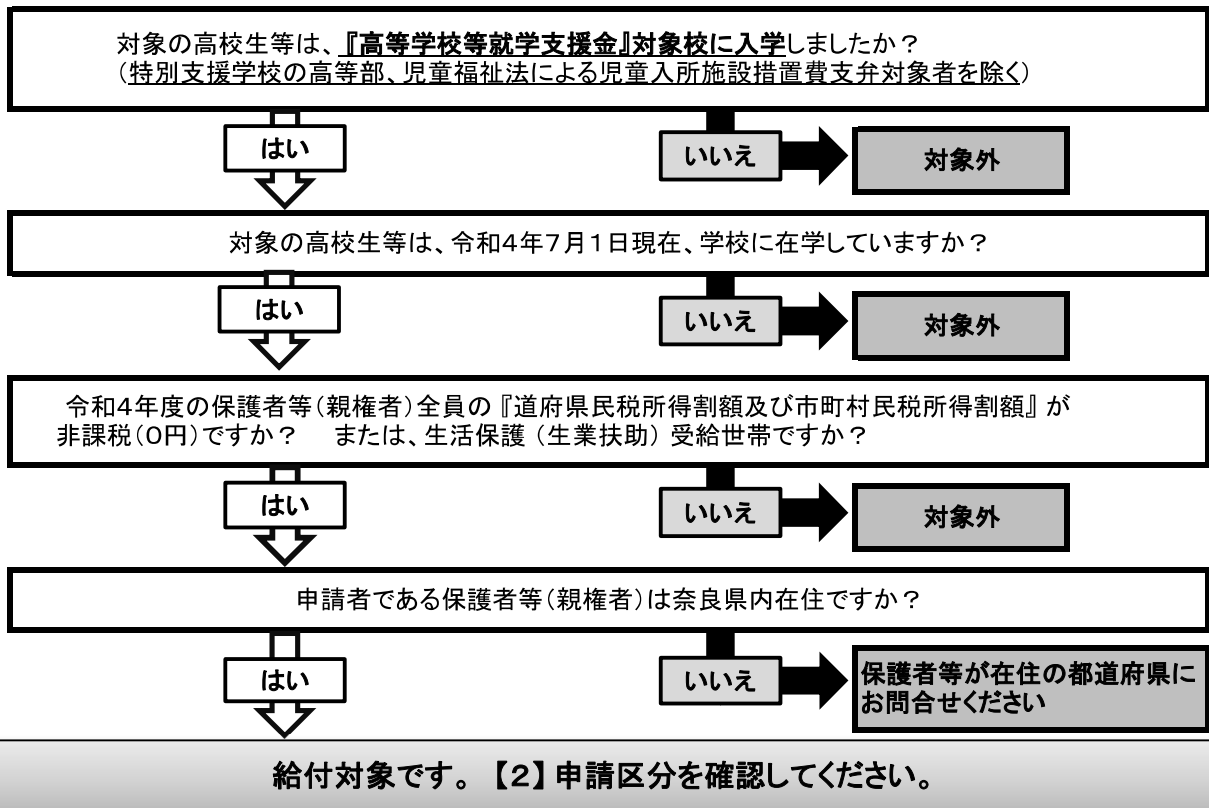 対象の高校生等は、『高等学校等就学支援金』対象校に入学しましたか？
（特別支援学校の高等部、児童福祉法による児童入所施設措置費支弁対象者を除く）
はい
いいえ
対象外
対象の高校生等は、令和４年７月１日現在、学校に在学していますか？
はい
いいえ
対象外
令和４年度の保護者等（親権者）全員の『道府県民税所得割額及び市町村民税所得割額』が
非課税（０円）ですか？　または、生活保護（生業扶助）受給世帯ですか？
はい
いいえ
対象外
申請者である保護者等（親権者）は奈良県内在住ですか？
はい
いいえ
保護者等が在住の都道府県に
お問合せください
給付対象です。【２】申請区分を確認してください。